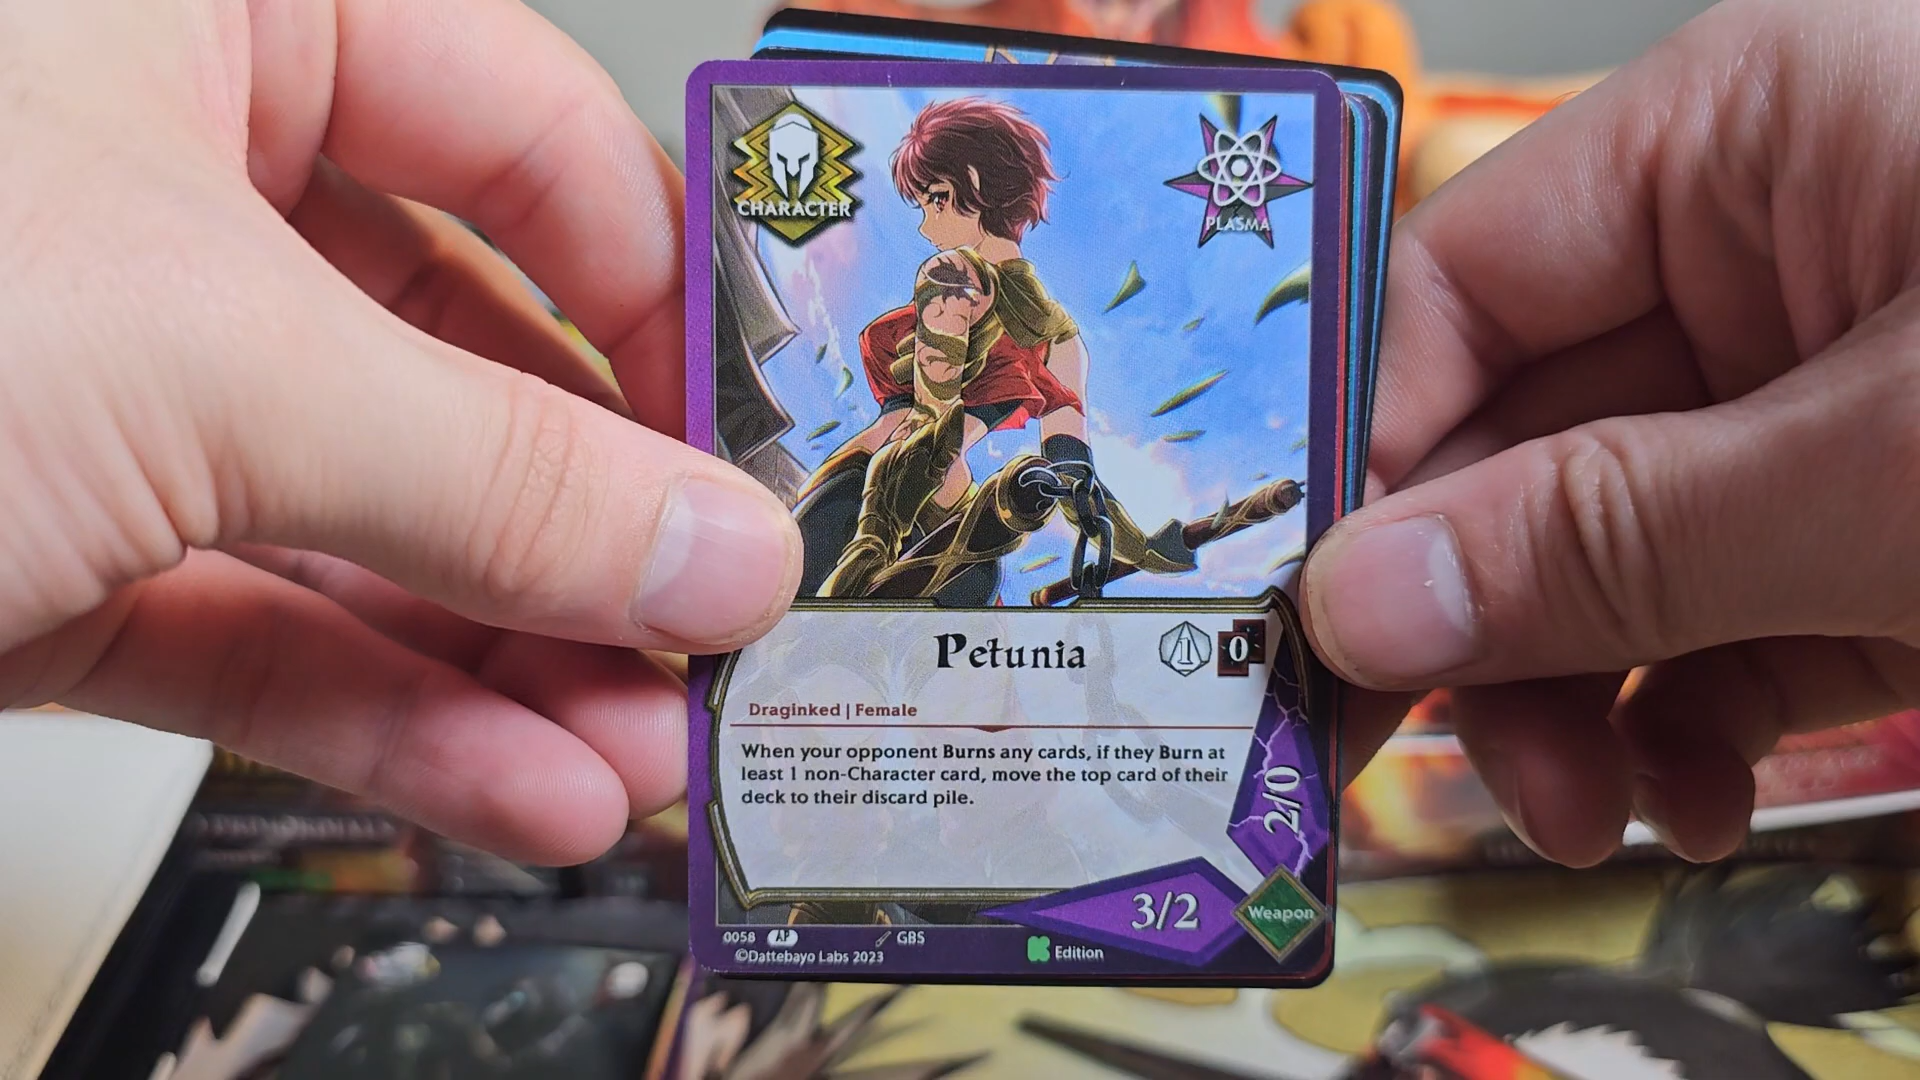 CHARACTER
PLASMA
Petunia
1 0
Draginked | Female
When your opponent Burns any cards, if they Burn at
least 1 non-Character card, move the top card of their
deck to their discard pile.
2/0
3/2
Weapon
0058 AP GBS
Edition
©Dattebayo Labs 2023